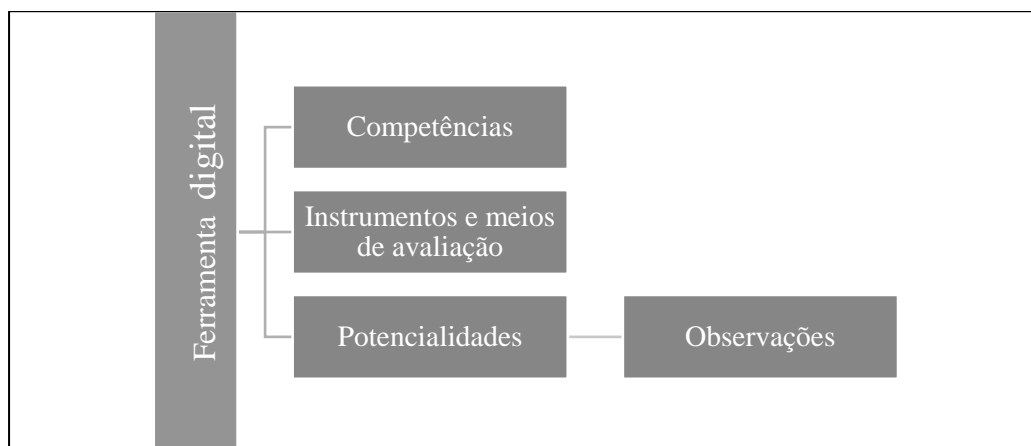 Ferramenta digital
Competências
Instrumentos e meios
de avaliação
Potencialidades
Observações